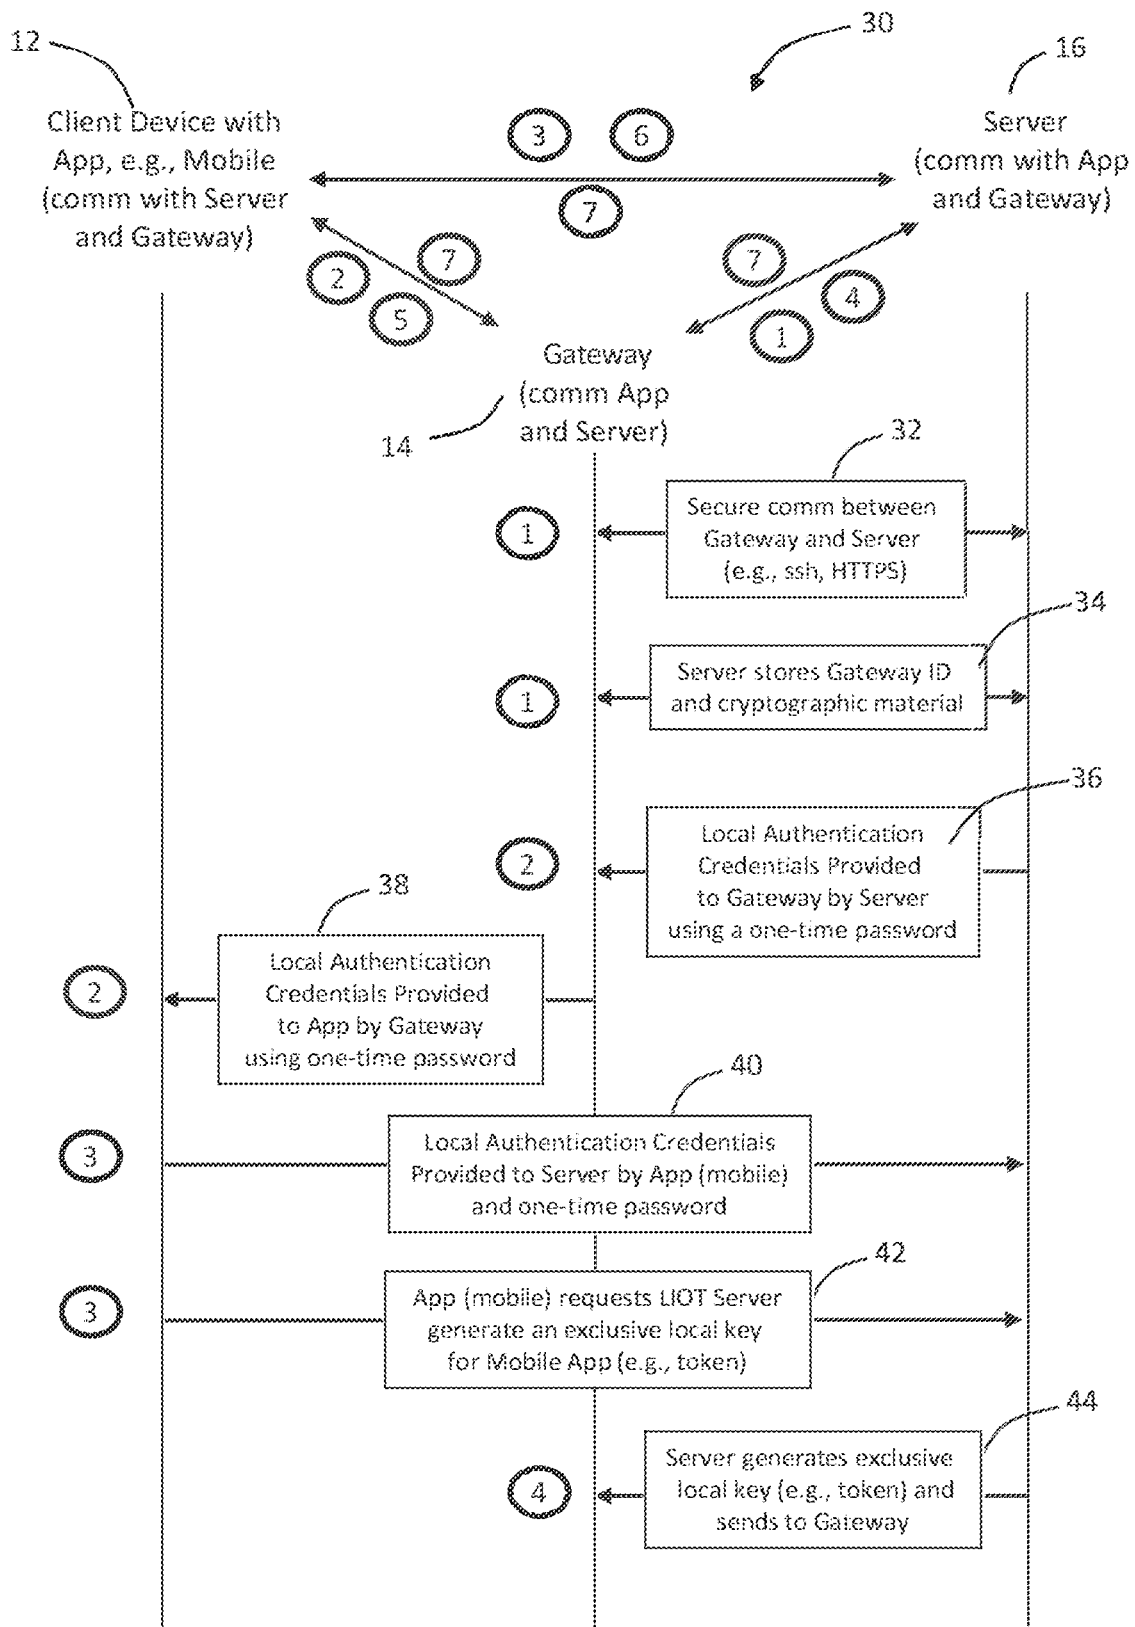 12
30
16
Client Device with
App, e.g., Mobile
(comm with Server
and Gateway)
3
6
7
Server
(comm with App
and Gateway)
2
7
5
7
4
1
Gateway
(comm App
and Server)
14
32
1
Secure comm between
Gateway and Server
(e.g., ssh, HTTPS)
34
1
Server stores Gateway ID
and cryptographic material
36
2
Local Authentication
Credentials Provided
to Gateway by Server
using a one-time password
38
2
Local Authentication
Credentials Provided
to App by Gateway
using one-time password
40
3
Local Authentication Credentials
Provided to Server by App (mobile)
and one-time password
42
3
App (mobile) requests LIOT Server
generate an exclusive local key
for Mobile App (e.g., token)
44
4
Server generates exclusive
local key (e.g., token) and
sends to Gateway